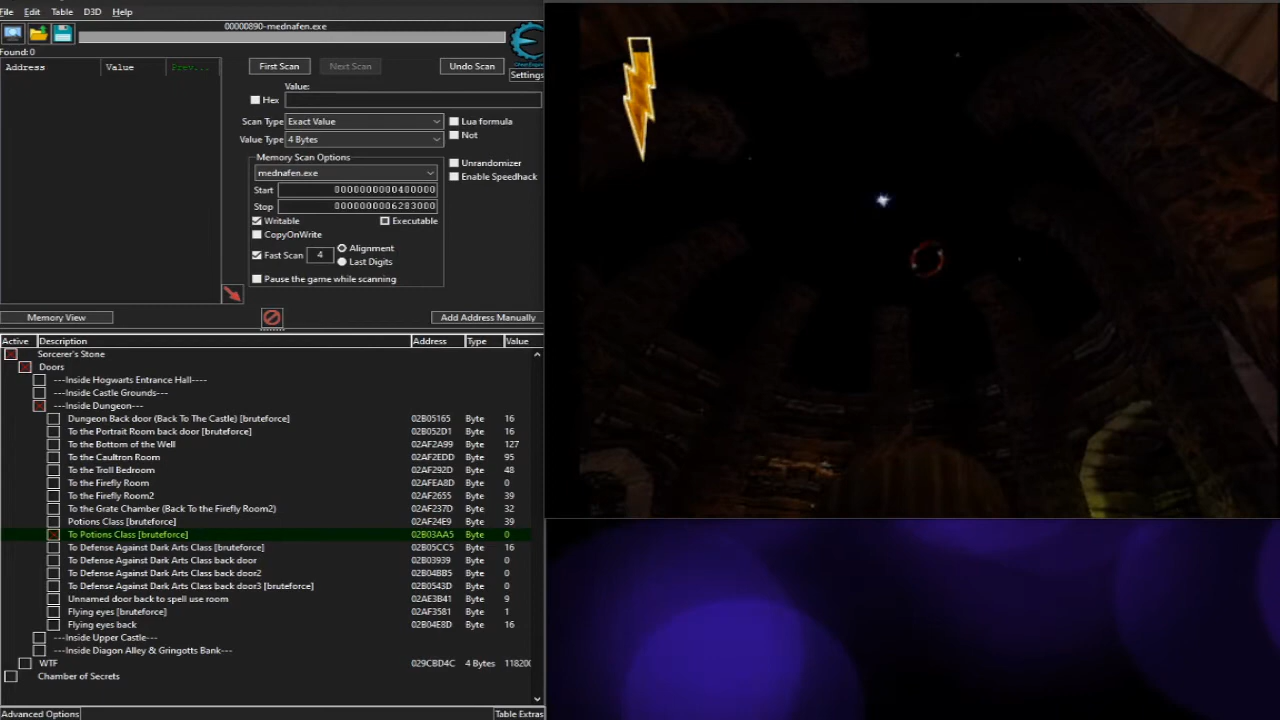 File Edit Table D3D Help
00000890-mednafen.exe
Found:0
Address Value Prev...
First Scan Next Scan Undo Scan
Settings
Value:
Hex
Scan Type Exact Value Lua formula
Value Type 4 Bytes Not
Memory Scan Options
mednafen.exe
Unrandomizer
Enable Speedhack
Start 0000000000400000
Stop 0000000006283000
Writable Executable
CopyOnWrite
Fast Scan 4 Alignment
Last Digits
Pause the game while scanning
Memory View Add Address Manually
Active Description Address Type Value
Sorcerer's Stone
Doors
---Inside Hogwarts Entrance Hall----
---Inside Castle Grounds---
---Inside Dungeon---
Dungeon Back door (Back To The Castle) [bruteforce] 02B05165 Byte 16
To the Portrait Room back door [bruteforce] 02B052D1 Byte 16
To the Bottom of the Well 02AF2A99 Byte 127
To the Caultron Room 02AF2EDD Byte 95
To the Troll Bedroom 02AF292D Byte 48
To the Firefly Room 02AFEA8D Byte 0
To the Firefly Room2 02AF2655 Byte 39
To the Grate Chamber (Back To the Firefly Room2) 02AF237D Byte 32
Potions Class [bruteforce] 02AF24E9 Byte 39
To Potions Class [bruteforce] 02B03AA5 Byte 0
To Defense Against Dark Arts Class [bruteforce] 02B05CC5 Byte 16
To Defense Against Dark Arts Class back door 02B03939 Byte 0
To Defense Against Dark Arts Class back door2 02B04BB5 Byte 0
To Defense Against Dark Arts Class back door3 [bruteforce] 02B0543D Byte 0
Unnamed door back to spell use room 02AE3B41 Byte 9
Flying eyes [bruteforce] 02AF3581 Byte 1
Flying eyes back 02B04E8D Byte 16
---Inside Upper Castle---
---Inside Diagon Alley & Gringotts Bank---
WTF 029CBD4C 4 Bytes 11820
Chamber of Secrets
Advanced Options Table Extras